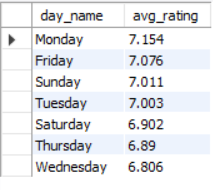 day_name avg_rating
Monday 7.154
Friday 7.076
Sunday 7.011
Tuesday 7.003
Saturday 6.902
Thursday 6.89
Wednesday 6.806